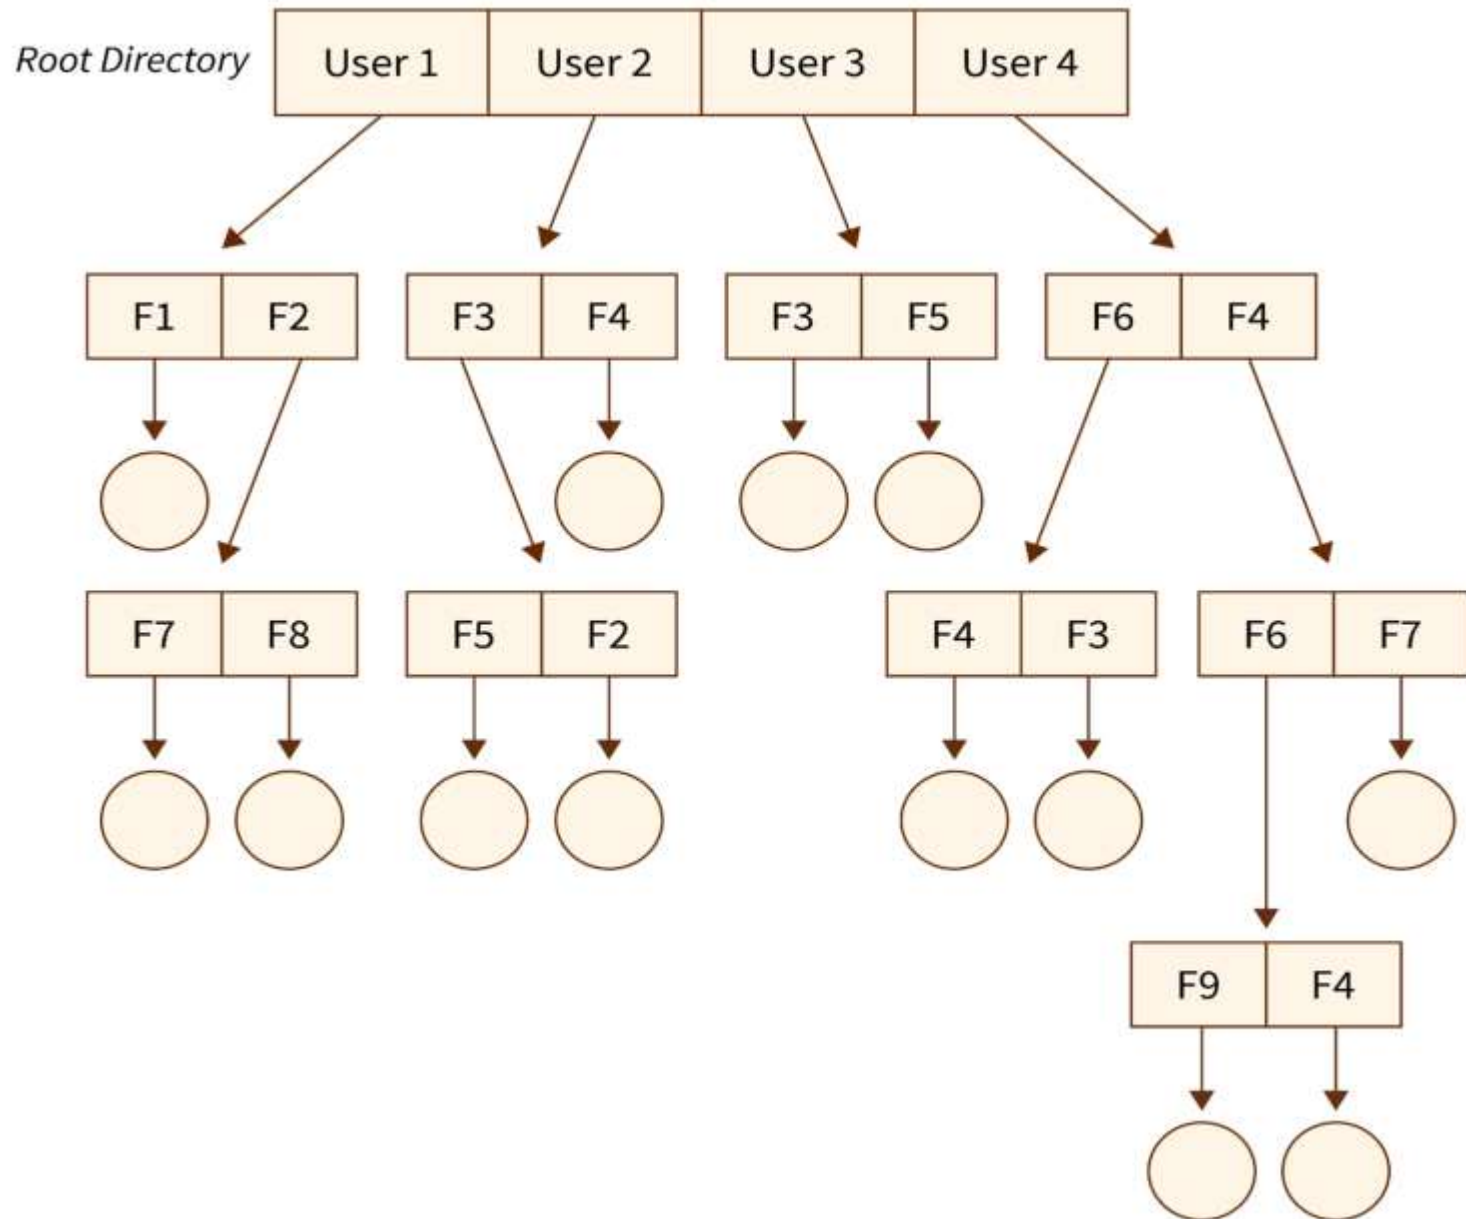 Root Directory User 1 User 2 User 3 User 4
F1 F2 F3 F4 F3 F5 F6 F4
F7 F8 F5 F2 F4 F3 F6 F7
F9 F4